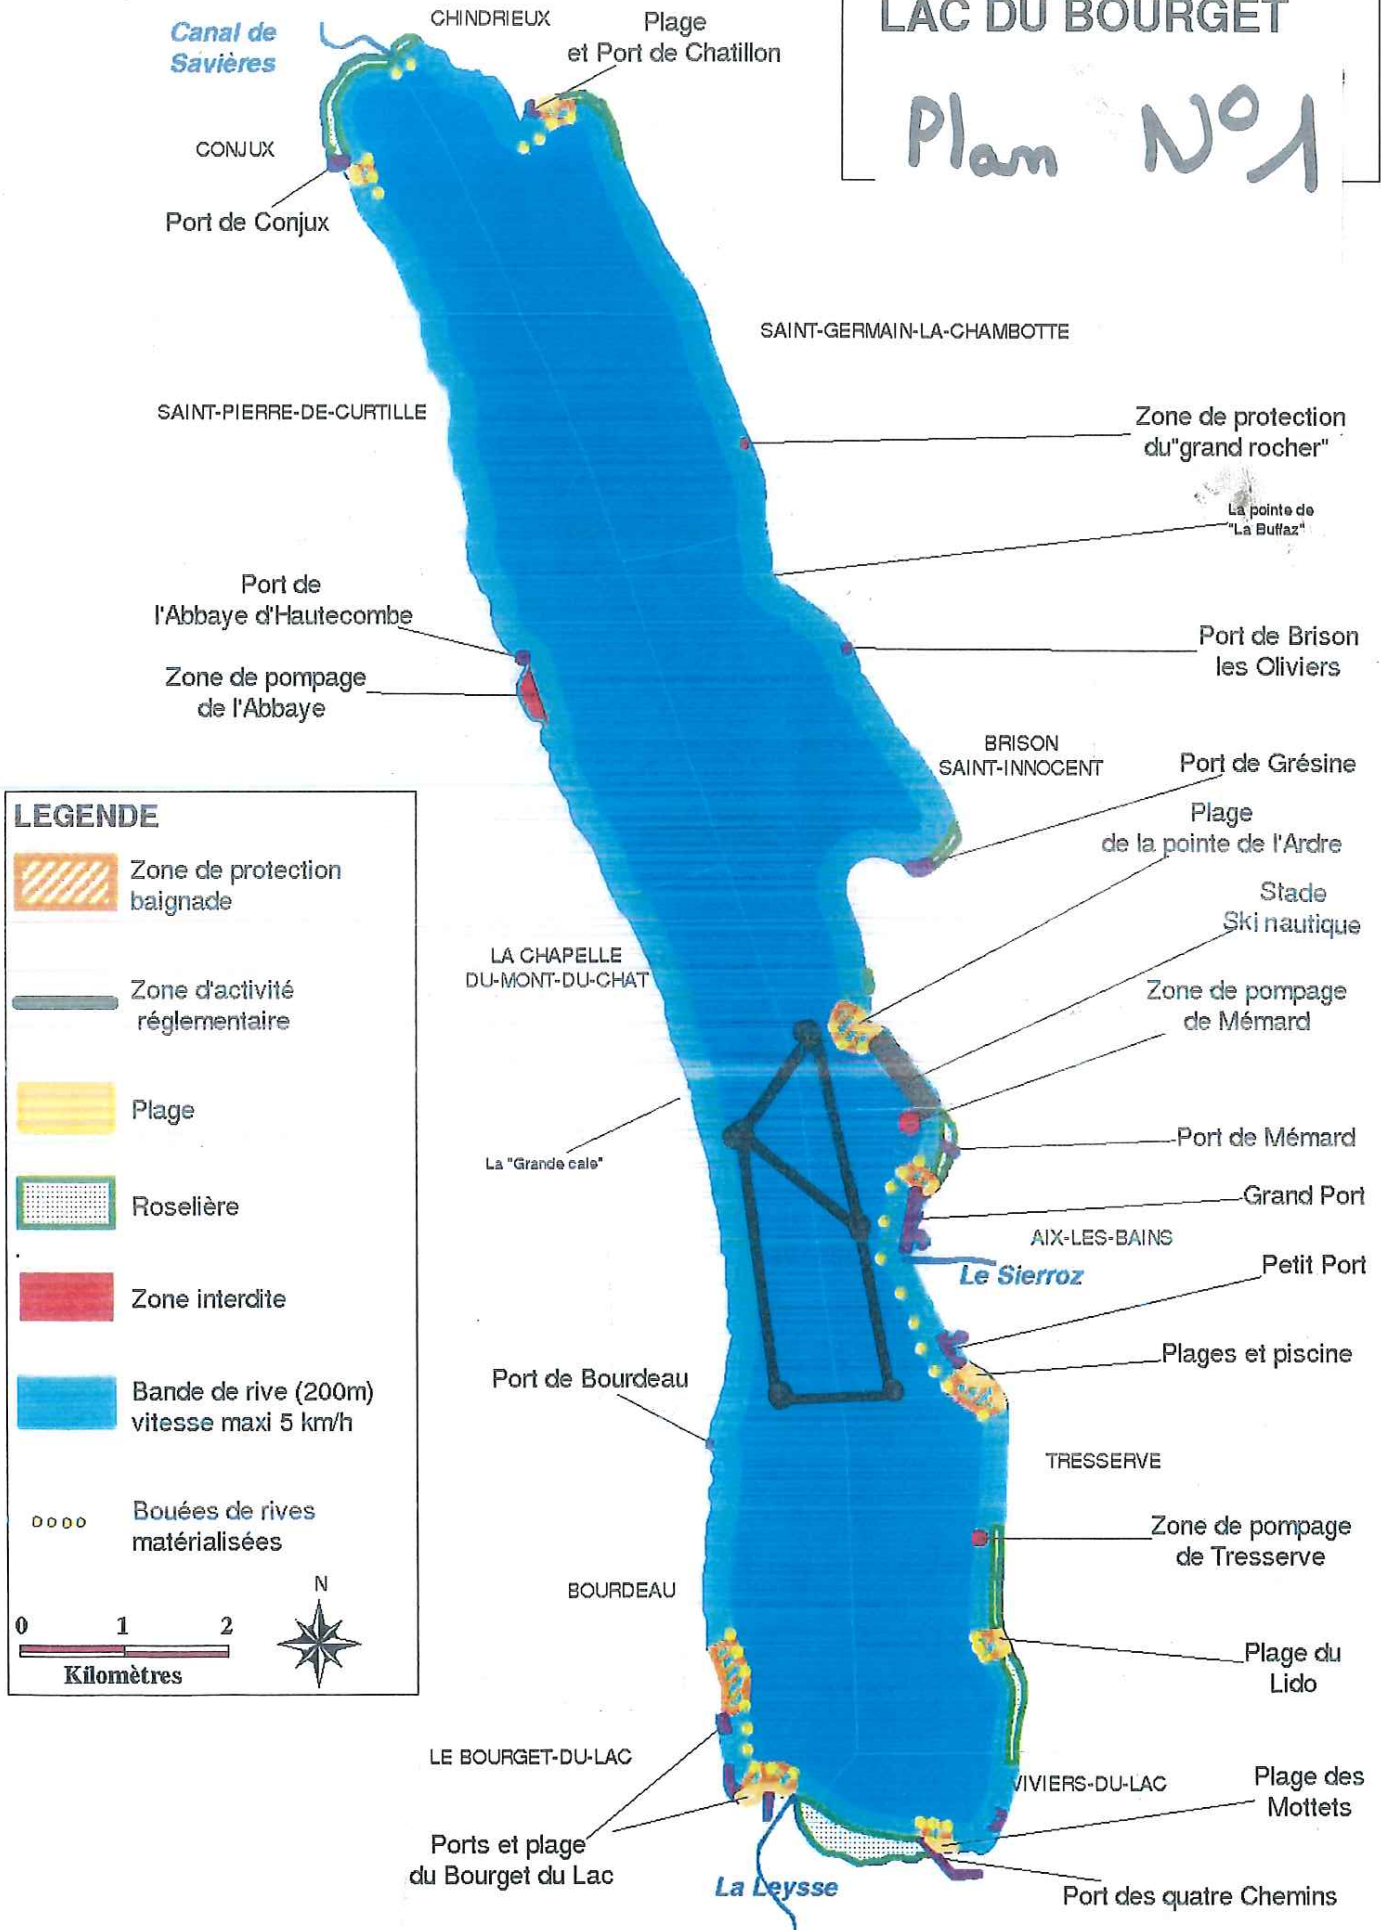 LAC DU BOURGET
Plan N°1
Canal de
Savières
CHINDRIEUX
Plage
et Port de Chatillon
CONJUX
Port de Conjux
SAINT-GERMAIN-LA-CHAMBOTTE
SAINT-PIERRE-DE-CURTILLE
Zone de protection
du"grand rocher"
La pointe de
"La Buffaz"
Port de
l'Abbaye d'Hautecombe
Zone de pompage
de l'Abbaye
Port de Brison
les Oliviers
BRISON
SAINT-INNOCENT
Port de Grésine
Plage
de la pointe de l'Ardre
Stade
Ski nautique
LA CHAPELLE
DU-MONT-DU-CHAT
Zone de pompage
de Mémard
La "Grande cale"
Port de Mémard
Grand Port
AIX-LES-BAINS
Le Sierroz
Petit Port
Plages et piscine
Port de Bourdeau
TRESSERVE
Zone de pompage
de Tresserve
BOURDEAU
Plage du
Lido
LE BOURGET-DU-LAC
VIVIERS-DU-LAC
Plage des
Mottets
Ports et plage
du Bourget du Lac
La Leysse
Port des quatre Chemins
LEGENDE
Zone de protection
baignade
Zone d'activité
réglementaire
Plage
Roselière
Zone interdite
Bande de rive (200m)
vitesse maxi 5 km/h
Bouées de rives
matérialisées
N
0 1 2
Kilomètres